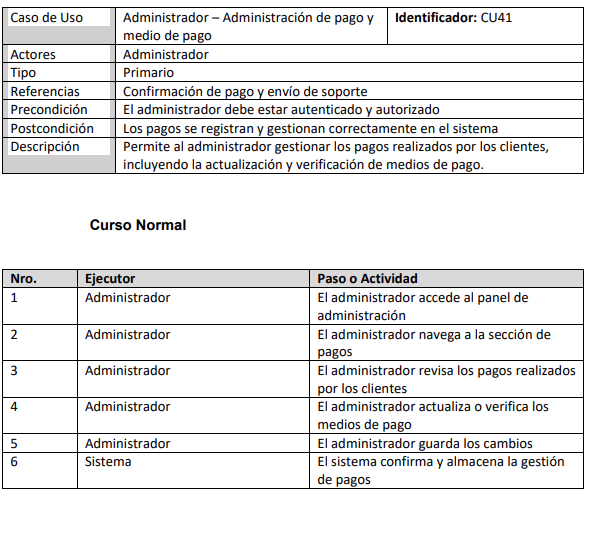 Caso de Uso
Administrador – Administración de pago y
medio de pago
Identificador: CU41
Actores
Administrador
Tipo
Primario
Referencias
Confirmación de pago y envío de soporte
Precondición
El administrador debe estar autenticado y autorizado
Postcondición
Los pagos se registran y gestionan correctamente en el sistema
Descripción
Permite al administrador gestionar los pagos realizados por los clientes,
incluyendo la actualización y verificación de medios de pago.
Curso Normal
Nro.
Ejecutor
Paso o Actividad
1
Administrador
El administrador accede al panel de
administración
2
Administrador
El administrador navega a la sección de
pagos
3
Administrador
El administrador revisa los pagos realizados
por los clientes
4
Administrador
El administrador actualiza o verifica los
medios de pago
5
Administrador
El administrador guarda los cambios
6
Sistema
El sistema confirma y almacena la gestión
de pagos